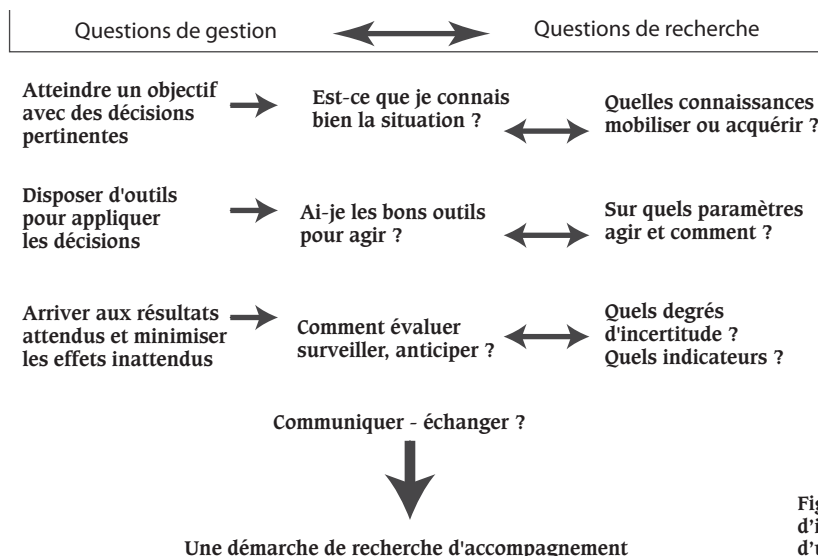 Questions de gestion
Questions de recherche
Atteindre un objectif
avec des décisions
pertinentes
Est-ce que je connais
bien la situation ?
Quelles connaissances
mobiliser ou acquérir ?
Disposer d'outils
pour appliquer
les décisions
Ai-je les bons outils
pour agir ?
Sur quels paramètres
agir et comment ?
Arriver aux résultats
attendus et minimiser
les effets inattendus
Comment évaluer
surveiller, anticiper ?
Quels degrés
d'incertitude ?
Quels indicateurs ?
Communiquer - échanger ?
Une démarche de recherche d'accompagnement